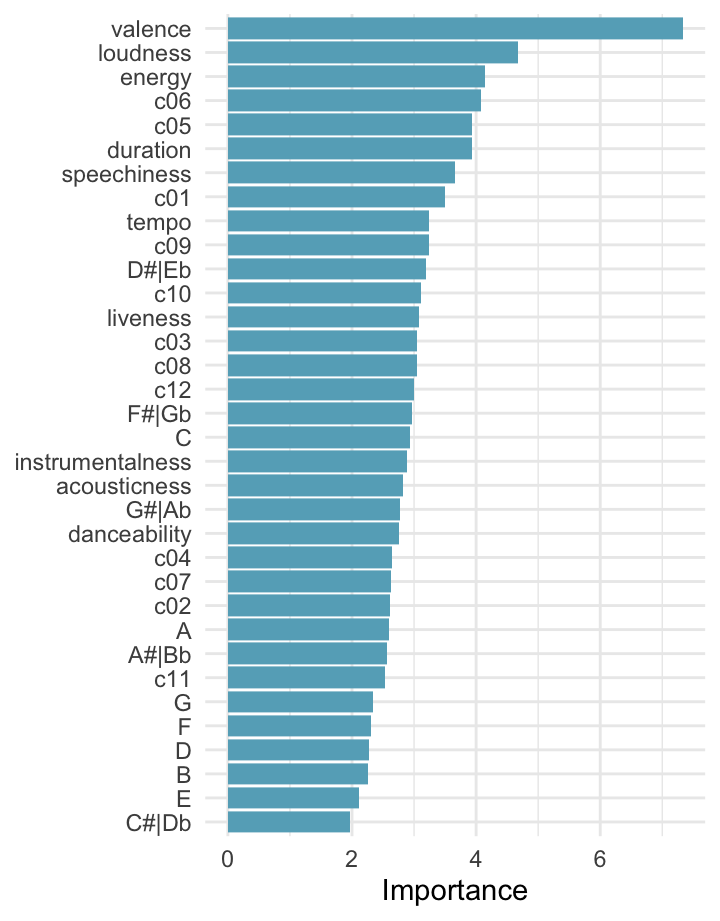 valence
loudness
energy
c06
c05
duration
speechiness
c01
tempo
c09
D#|Eb
c10
liveness
c03
c08
c12
F#|Gb
C
instrumentalness
acousticness
G#|Ab
danceability
c04
c07
c02
A
A#|Bb
c11
G
F
D
B
E
C#|Db
0 2 4 6
Importance